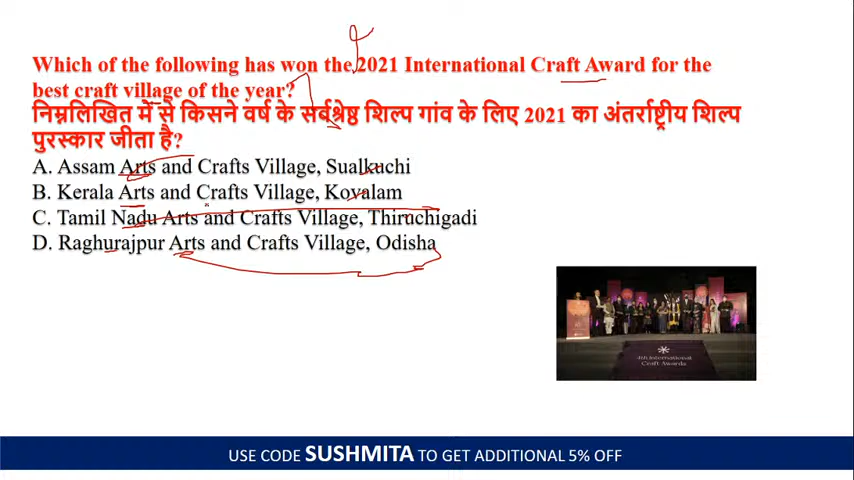 Which of the following has won the 2021 International Craft Award for the
best craft village of the year?
निम्नलिखित में से किसने वर्ष के सर्वश्रेष्ठ शिल्प गांव के लिए 2021 का अंतर्राष्ट्रीय शिल्प
पुरस्कार जीता है?
A. Assam Arts and Crafts Village, Sualkuchi
B. Kerala Arts and Crafts Village, Kovalam
C. Tamil Nadu Arts and Crafts Village, Thiruchigadi
D. Raghurajpur Arts and Crafts Village, Odisha
4th International
Craft Awards
USE CODE SUSHMITA TO GET ADDITIONAL 5% OFF